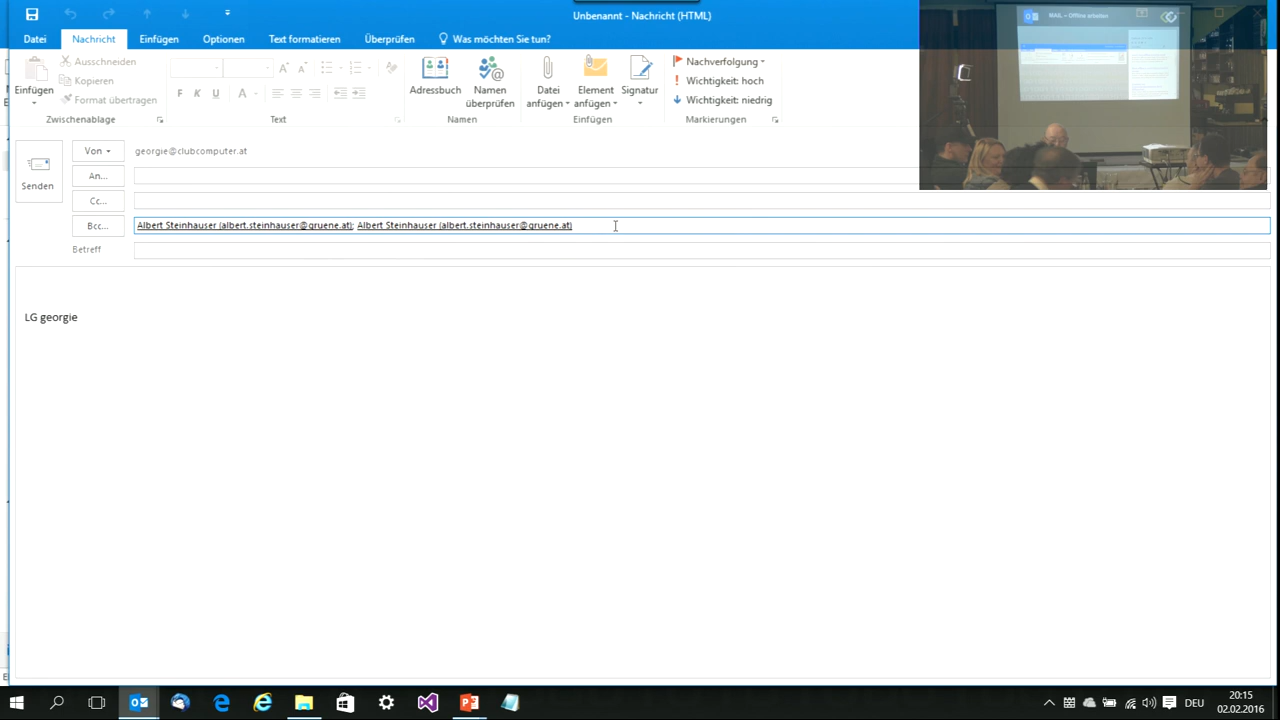 Unbenannt - Nachricht (HTML)
MAIL – Offline arbeiten
Datei Nachricht Einfügen Optionen Text formatieren Überprüfen Was möchten Sie tun?
Einfügen
Ausschneiden
Kopieren
Format übertragen
Zwischenablage
F K U A
Text
Adressbuch
Namen
überprüfen
Namen
Datei
anfügen
Element
anfügen
Signatur
Einfügen
Nachverfolgung
Wichtigkeit: hoch
Wichtigkeit: niedrig
Markierungen
Senden
Von georgie@clubcomputer.at
An...
Cc...
Bcc... Albert Steinhauser (albert.steinhauser@gruene.at); Albert Steinhauser (albert.steinhauser@gruene.at)
Betreff
LG georgie
DEU
20:15
02.02.2016